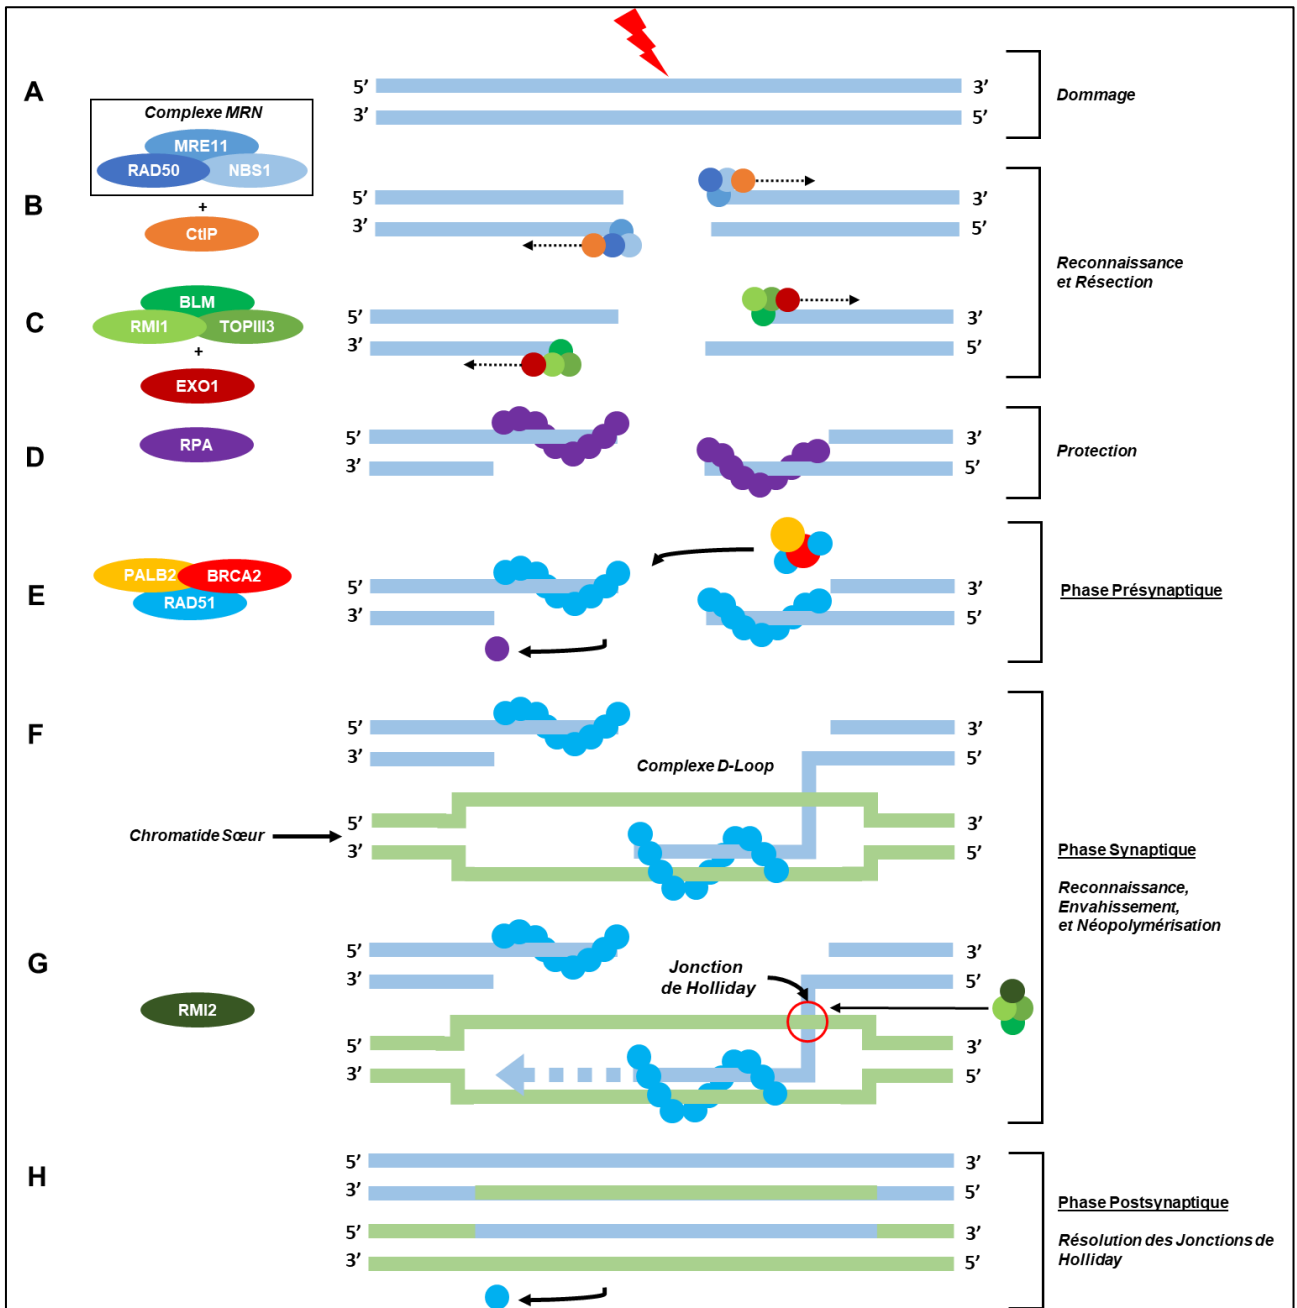 A
5’
3’
3’
5’
Dommage
Complexe MRN
MRE11
RAD50
NBS1
B
+
CtIP
5’
3’
3’
5’
Reconnaissance
et Résection
C
BLM
RMI1
TOPIII3
+
EXO1
5’
3’
3’
5’
D
RPA
5’
3’
3’
5’
Protection
E
PALB2
BRCA2
RAD51
5’
3’
3’
5’
Phase Présynaptique
F
5’
3’
3’
5’
Complexe D-Loop
Chromatide Sœur
5’
3’
3’
5’
Phase Synaptique
Reconnaissance,
Envahissement,
et Néopolymérisation
G
RMI2
5’
3’
3’
5’
Jonction
de Holliday
5’
3’
3’
5’
H
5’
3’
3’
5’
5’
3’
3’
5’
Phase Postsynaptique
Résolution des Jonctions de
Holliday